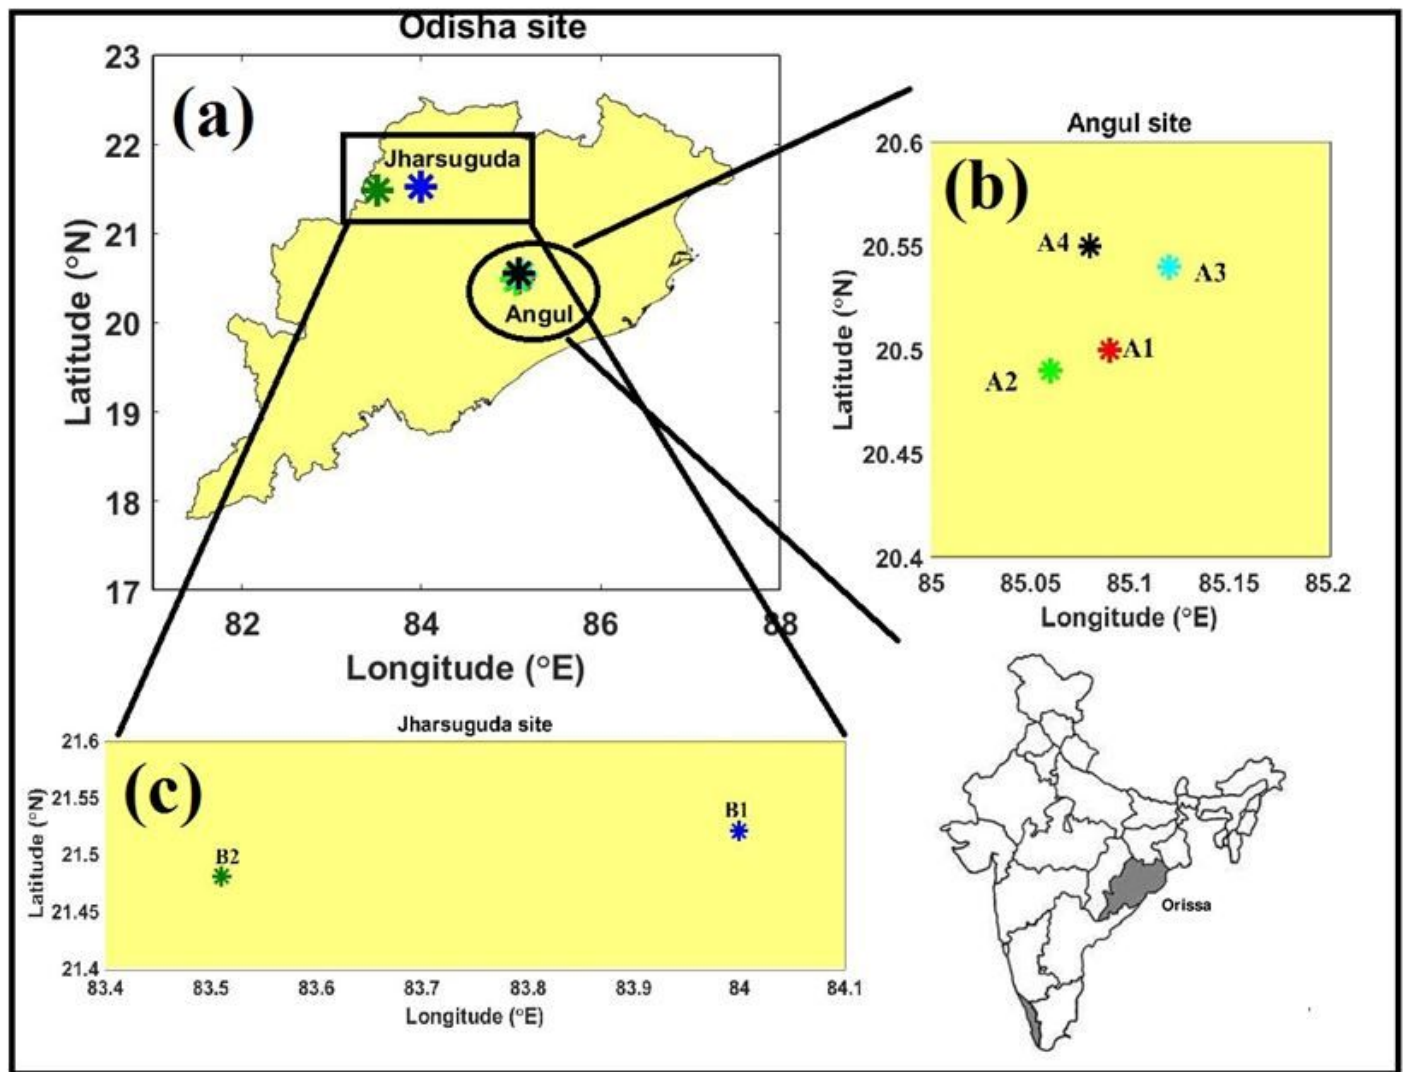 Odisha site
(a)
23
22
21
20
19
18
17
Latitude (°N)
Jharsuguda
Angul
82 84 86 88
Longitude (°E)
Angul site
(b)
20.6
20.55
20.5
20.45
20.4
Latitude (°N)
A4
A3
A1
A2
85 85.05 85.1 85.15 85.2
Longitude (°E)
Jharsuguda site
(c)
21.6
21.55
21.5
21.45
21.4
Latitude (°N)
B1
B2
83.4 83.5 83.6 83.7 83.8 83.9 84 84.1
Longitude (°E)
Orissa